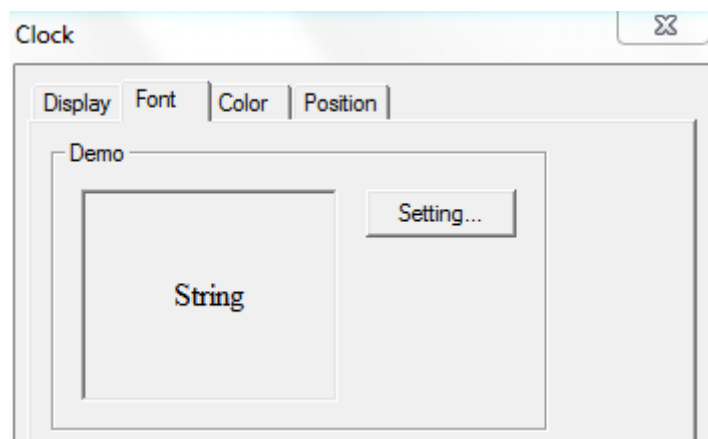 Clock
Display Font Color Position
Demo
Setting...
String